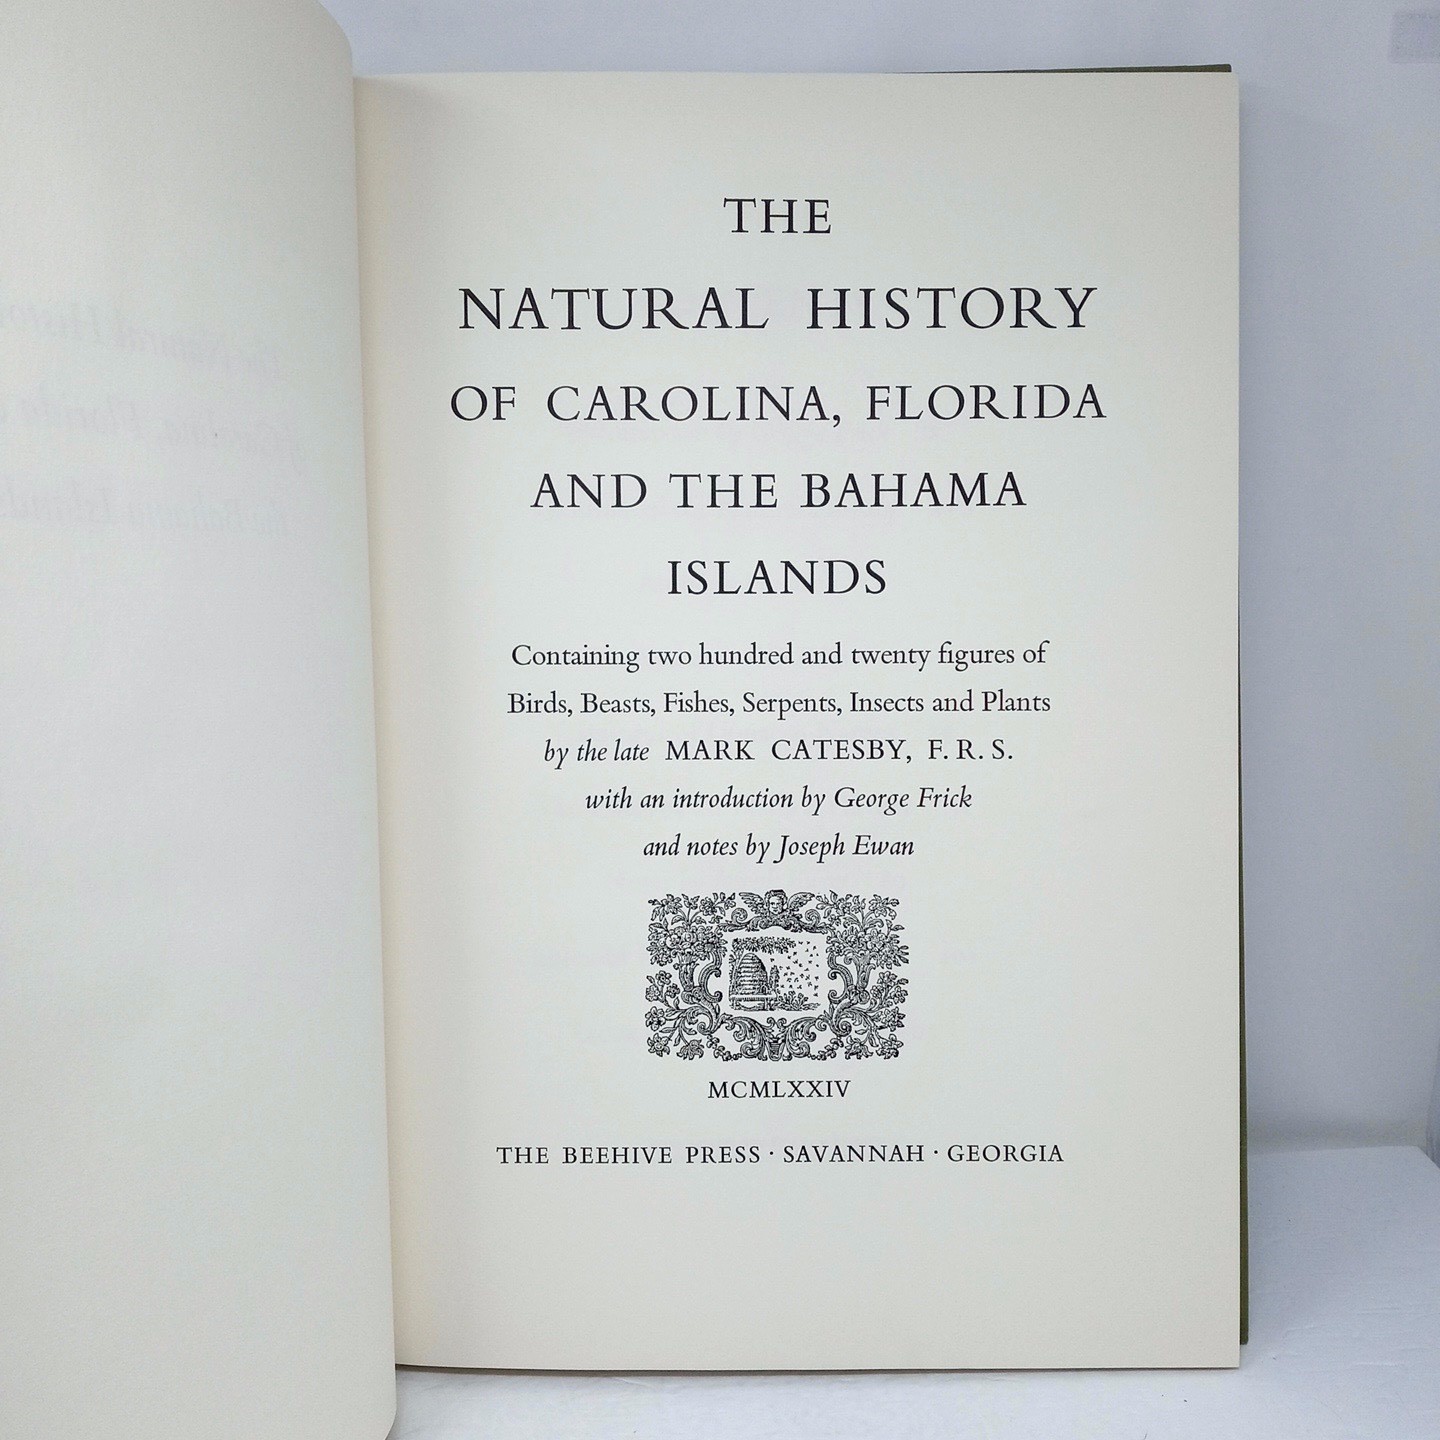 THE
NATURAL HISTORY
OF CAROLINA, FLORIDA
AND THE BAHAMA
ISLANDS
Containing two hundred and twenty figures of
Birds, Beasts, Fishes, Serpents, Insects and Plants
by the late MARK CATESBY, F. R. S.
with an introduction by George Frick
and notes by Joseph Ewan
MCMLXXIV
THE BEEHIVE PRESS · SAVANNAH · GEORGIA